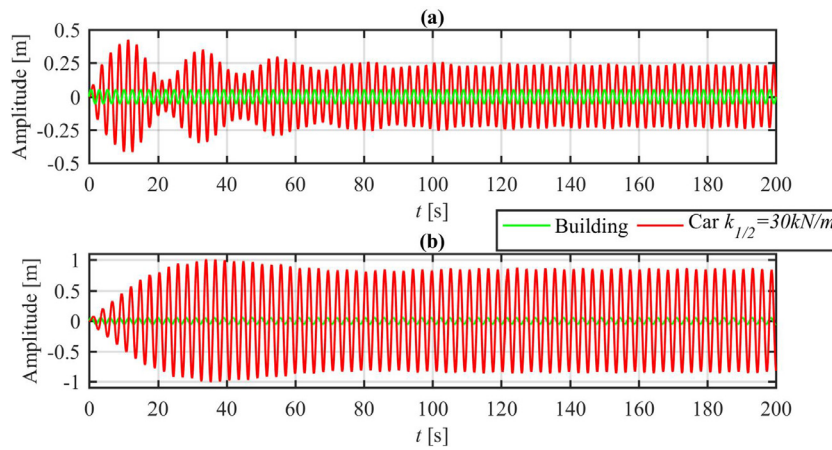 (a)
Amplitude [m]
0.5
0.25
0
-0.25
-0.5
0 20 40 60 80 100 120 140 160 180 200
t [s]
Building Car k_{1/2}=30kN/m
(b)
Amplitude [m]
1
0.5
0
-0.5
-1
0 20 40 60 80 100 120 140 160 180 200
t [s]